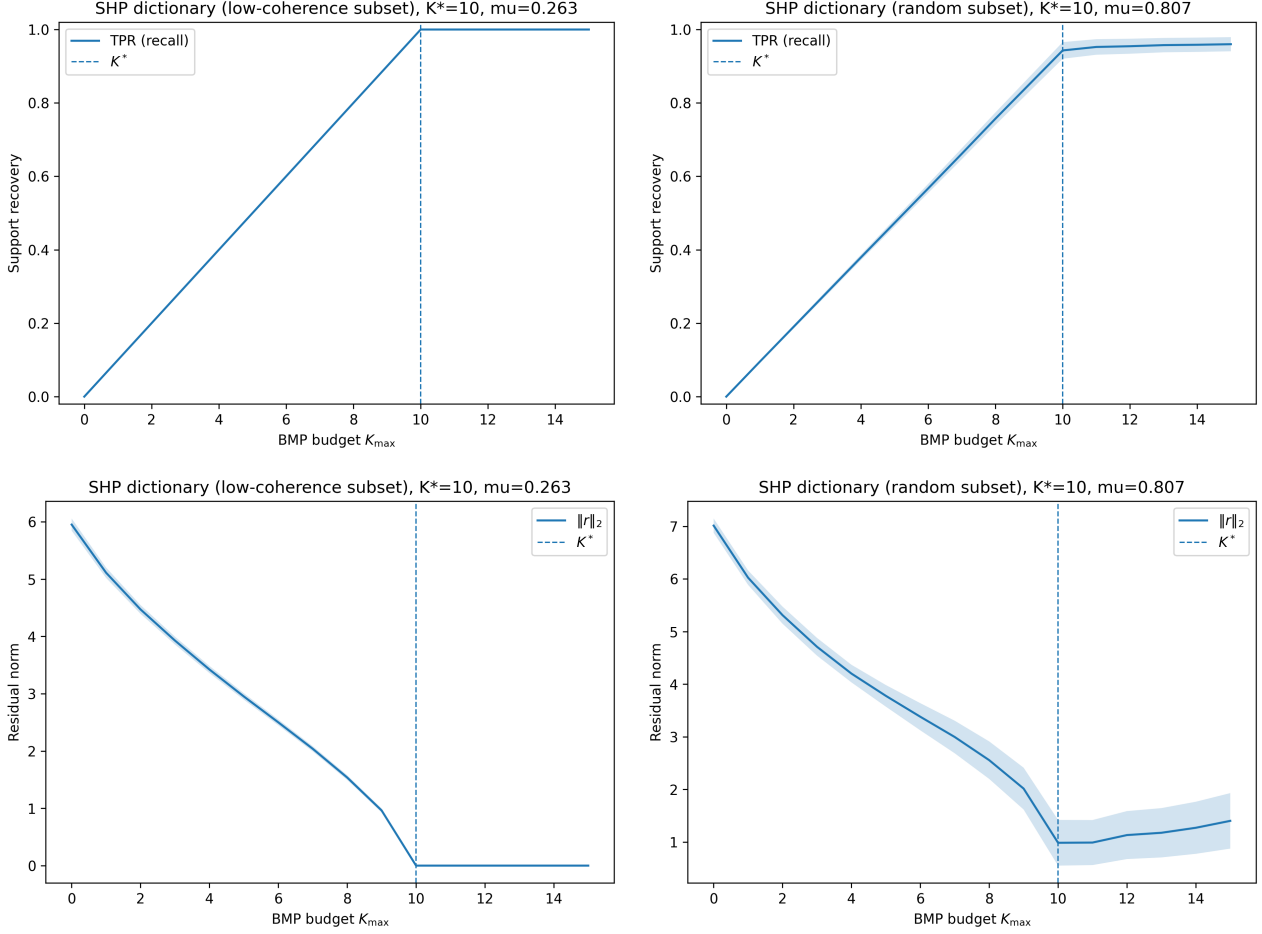 SHP dictionary (low-coherence subset), K*=10, mu=0.263
TPR (recall)
K*
Support recovery
1.0
0.8
0.6
0.4
0.2
0.0
0 2 4 6 8 10 12 14
BMP budget Kmax
SHP dictionary (random subset), K*=10, mu=0.807
TPR (recall)
K*
Support recovery
1.0
0.8
0.6
0.4
0.2
0.0
0 2 4 6 8 10 12 14
BMP budget Kmax
SHP dictionary (low-coherence subset), K*=10, mu=0.263
‖r‖2
K*
Residual norm
6
5
4
3
2
1
0
0 2 4 6 8 10 12 14
BMP budget Kmax
SHP dictionary (random subset), K*=10, mu=0.807
‖r‖2
K*
Residual norm
7
6
5
4
3
2
1
0 2 4 6 8 10 12 14
BMP budget Kmax